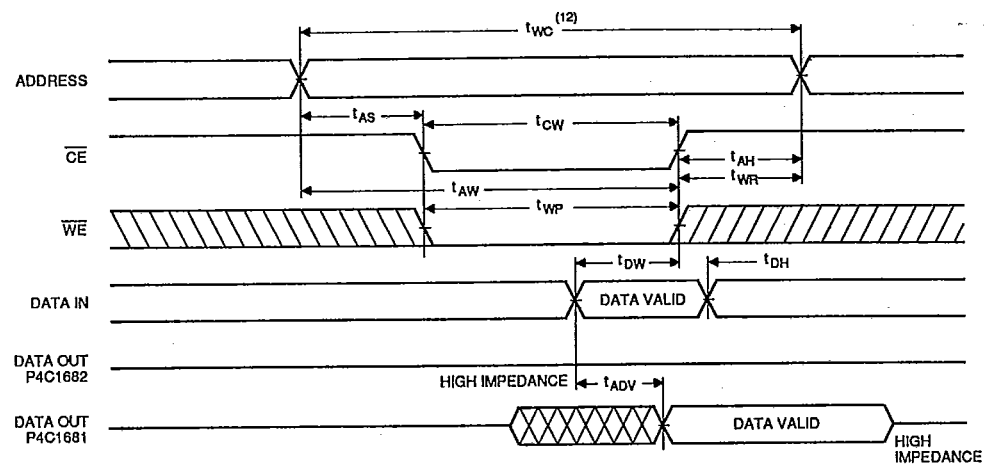 tWC (12)
ADDRESS
tAS
tCW
CE
tAH
tAW
tWR
tWP
WE
tDW
tDH
DATA IN
DATA VALID
DATA OUT
P4C1682
HIGH IMPEDANCE
tADV
DATA OUT
P4C1681
DATA VALID
HIGH
IMPEDANCE